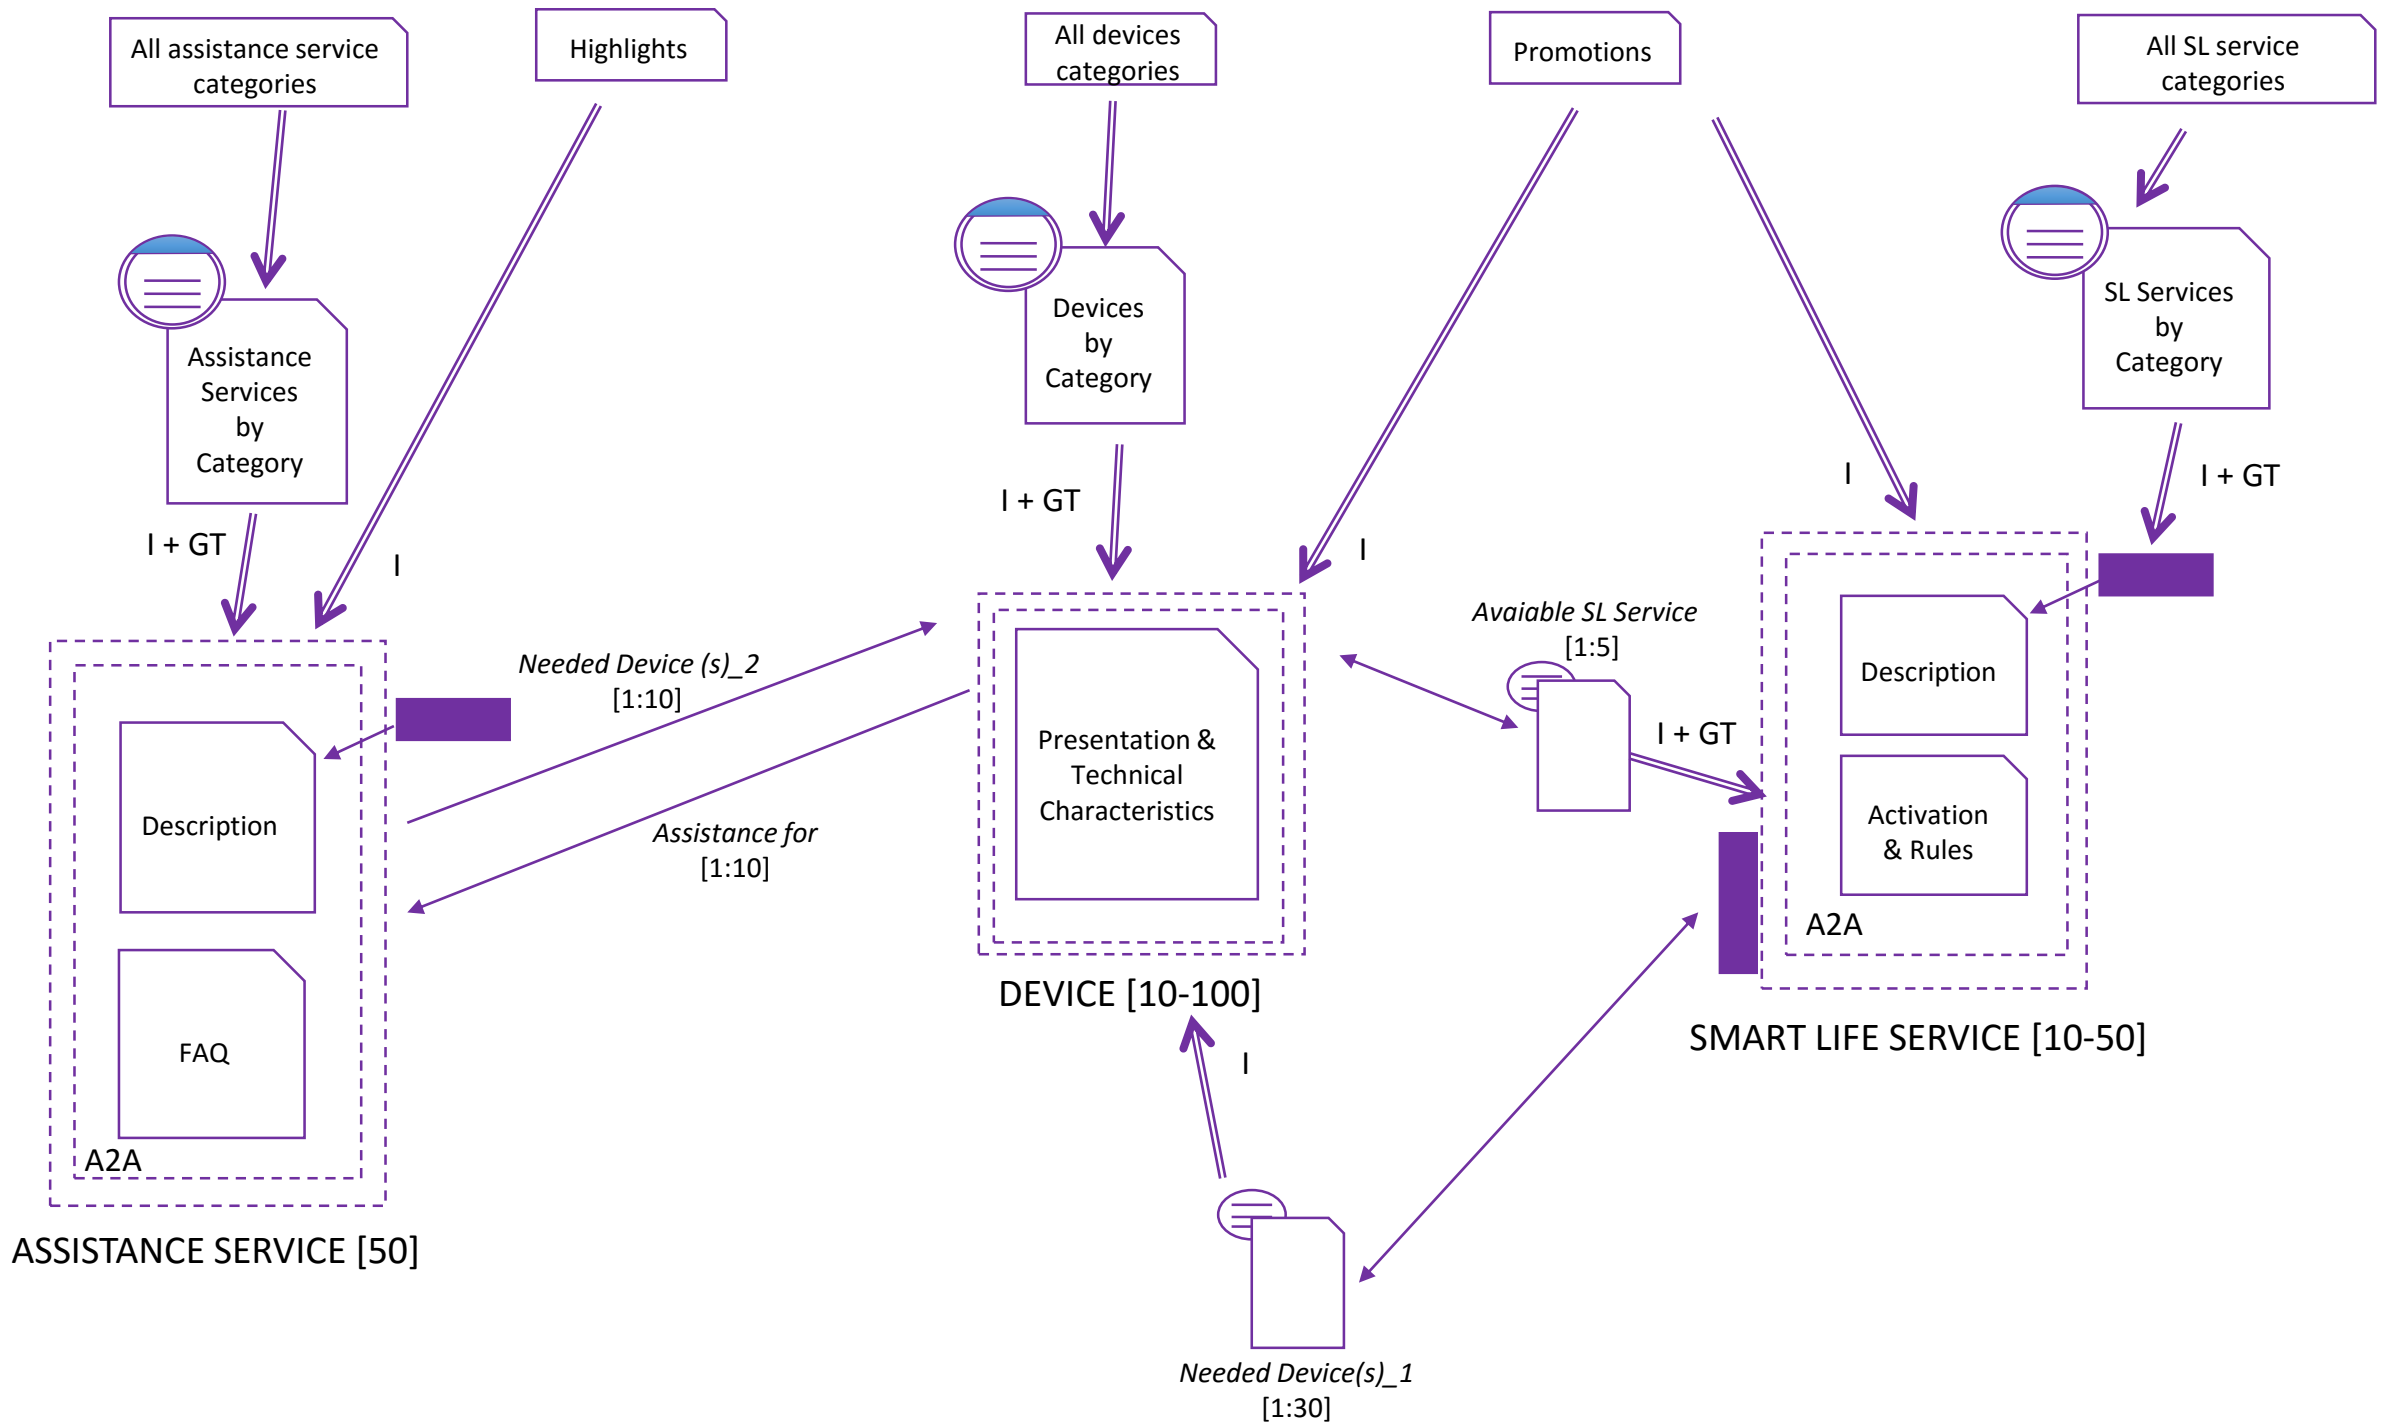 All assistance service
categories
Highlights
All devices
categories
Promotions
All SL service
categories
Assistance
Services
by
Category
Devices
by
Category
SL Services
by
Category
I + GT
I
I + GT
I
I
I + GT
Needed Device (s)_2
[1:10]
Avaiable SL Service
[1:5]
I + GT
Description
FAQ
A2A
ASSISTANCE SERVICE [50]
Assistance for
[1:10]
Presentation &
Technical
Characteristics
DEVICE [10-100]
I
Description
Activation
& Rules
A2A
SMART LIFE SERVICE [10-50]
Needed Device(s)_1
[1:30]